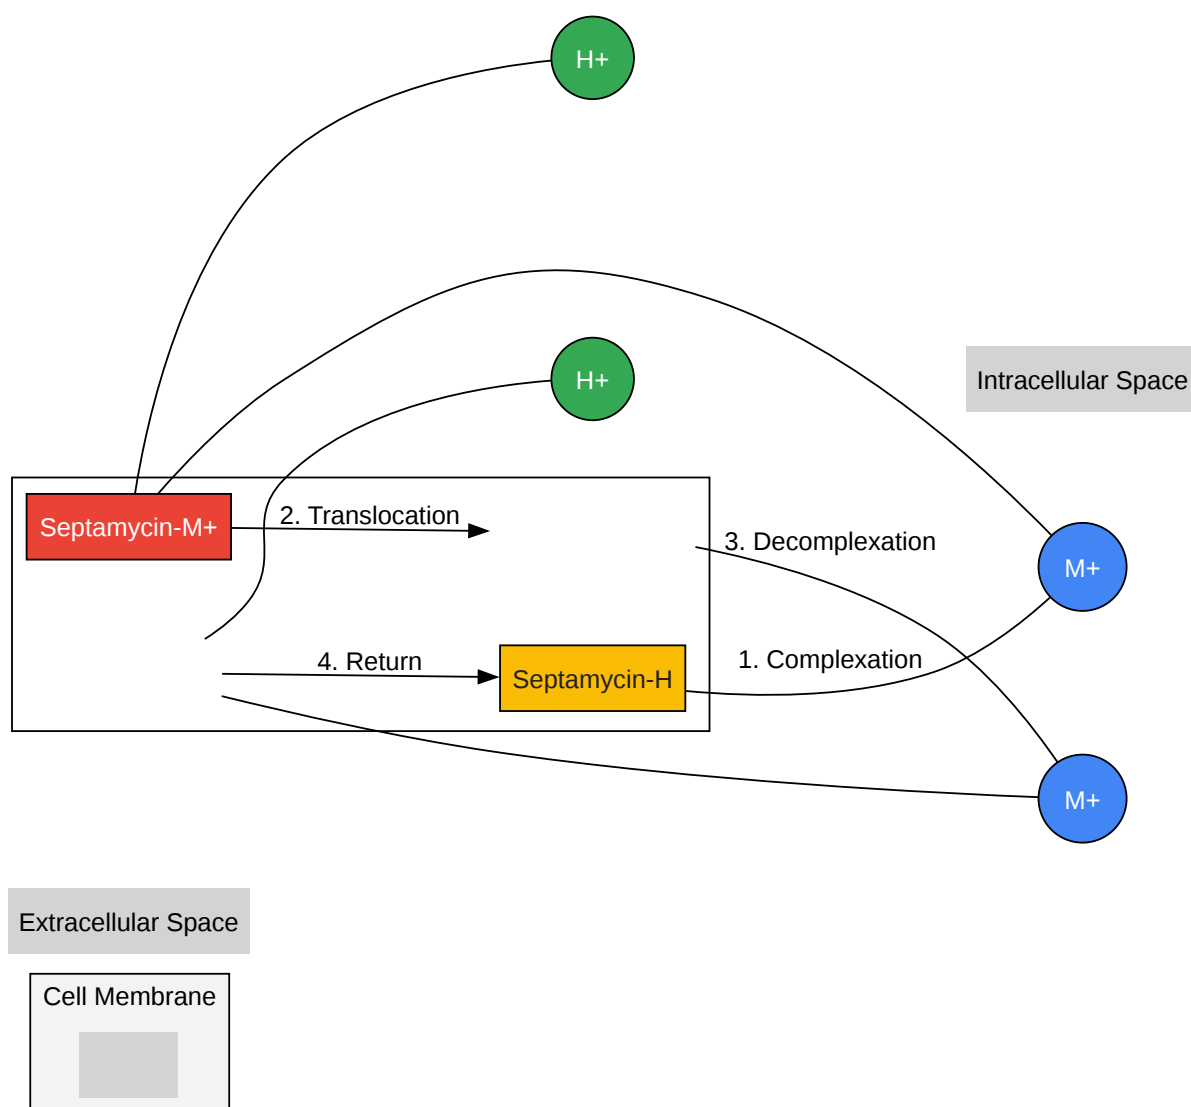 H+
H+
Intracellular Space
Septamycin-M+
2. Translocation
3. Decomplexation
M+
4. Return
Septamycin-H
1. Complexation
M+
Extracellular Space
Cell Membrane